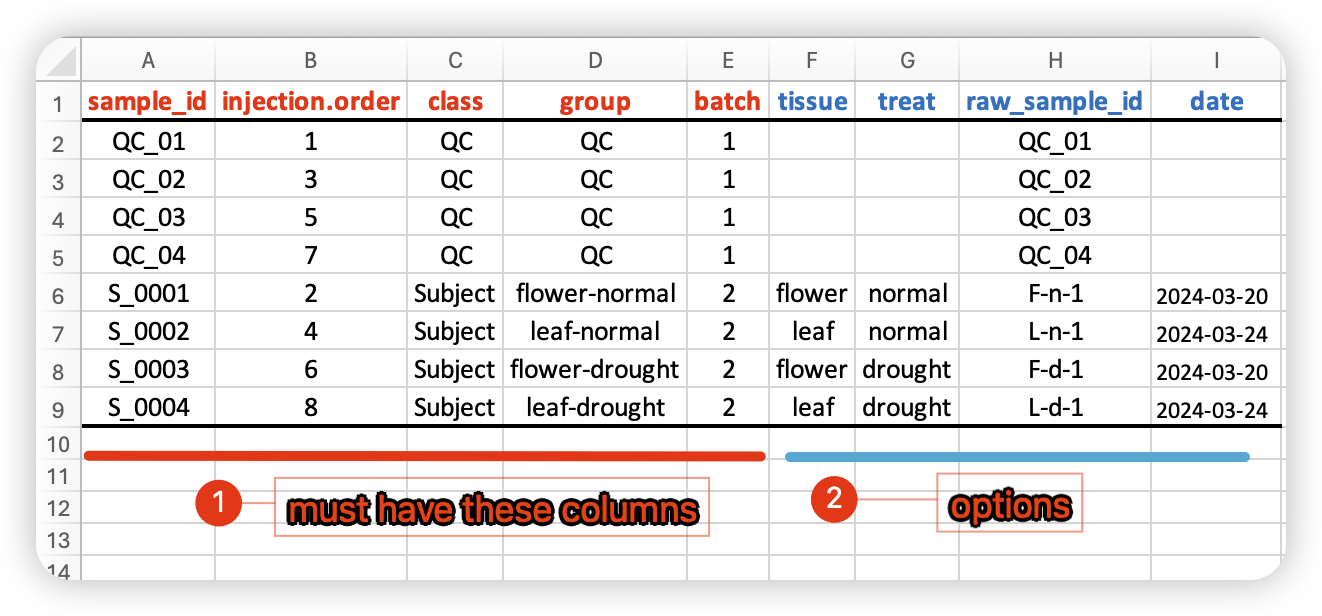 A B C D E F G H I
1 sample_id injection.order class group batch tissue treat raw_sample_id date
2 QC_01 1 QC QC 1 QC_01
3 QC_02 3 QC QC 1 QC_02
4 QC_03 5 QC QC 1 QC_03
5 QC_04 7 QC QC 1 QC_04
6 S_0001 2 Subject flower-normal 2 flower normal F-n-1 2024-03-20
7 S_0002 4 Subject leaf-normal 2 leaf normal L-n-1 2024-03-24
8 S_0003 6 Subject flower-drought 2 flower drought F-d-1 2024-03-20
9 S_0004 8 Subject leaf-drought 2 leaf drought L-d-1 2024-03-24
10
11
12 1 must have these columns 2 options
13
14